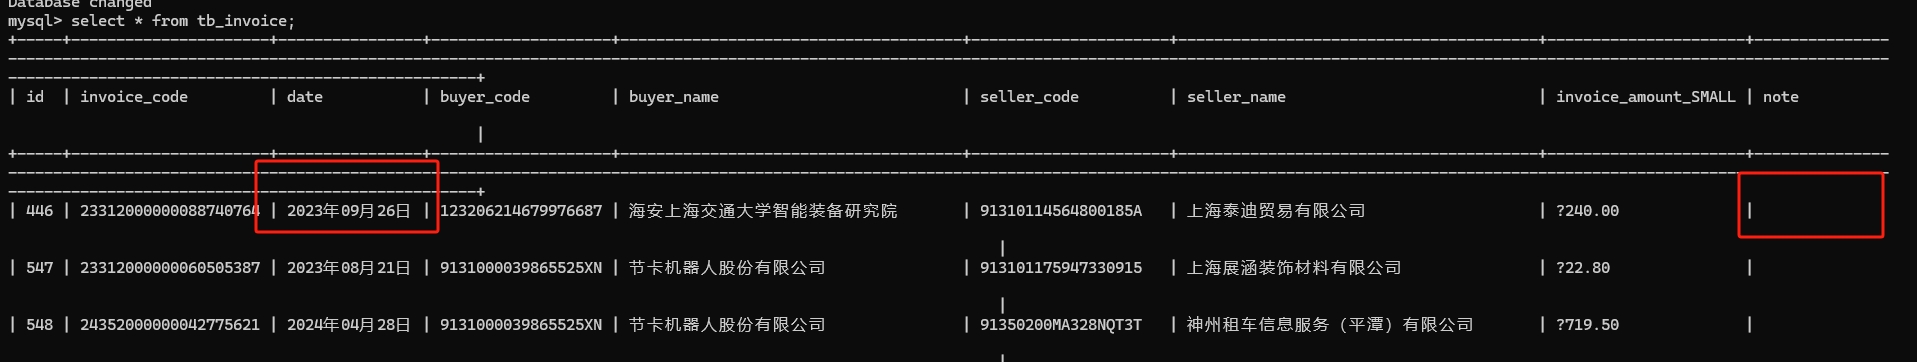 Database changed
mysql> select * from tb_invoice;
| id | invoice_code | date | buyer_code | buyer_name | seller_code | seller_name | invoice_amount_SMALL | note
|
| 446 | 23312000000088740764 | 2023年09月26日 | 123206214679976687 | 海安上海交通大学智能装备研究院 | 91310114564800185A | 上海泰迪贸易有限公司 | ?240.00 |
|
| 547 | 23312000000060505387 | 2023年08月21日 | 9131000039865525XN | 节卡机器人股份有限公司 | 913101175947330915 | 上海展涵装饰材料有限公司 | ?22.80 |
|
| 548 | 24352000000042775621 | 2024年04月28日 | 9131000039865525XN | 节卡机器人股份有限公司 | 91350200MA328NQT3T | 神州租车信息服务（平潭）有限公司 | ?719.50 |
|